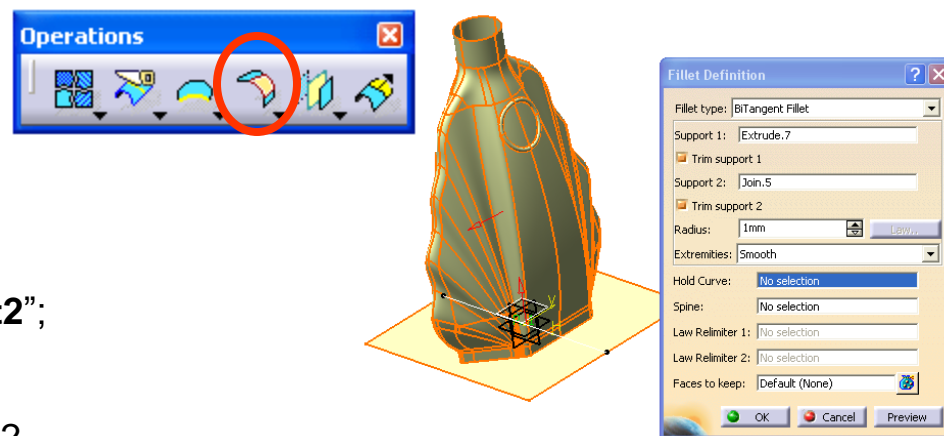 Operations
Fillet Definition
Fillet type: BiTangent Fillet
Support 1: Extrude.7
Trim support 1
Support 2: Join.5
Trim support 2
Radius: 1mm Law..
Extremities: Smooth
Hold Curve: No selection
Spine: No selection
Law Relimiter 1: No selection
Law Relimiter 2: No selection
Faces to keep: Default (None)
OK Cancel Preview
2”;
?